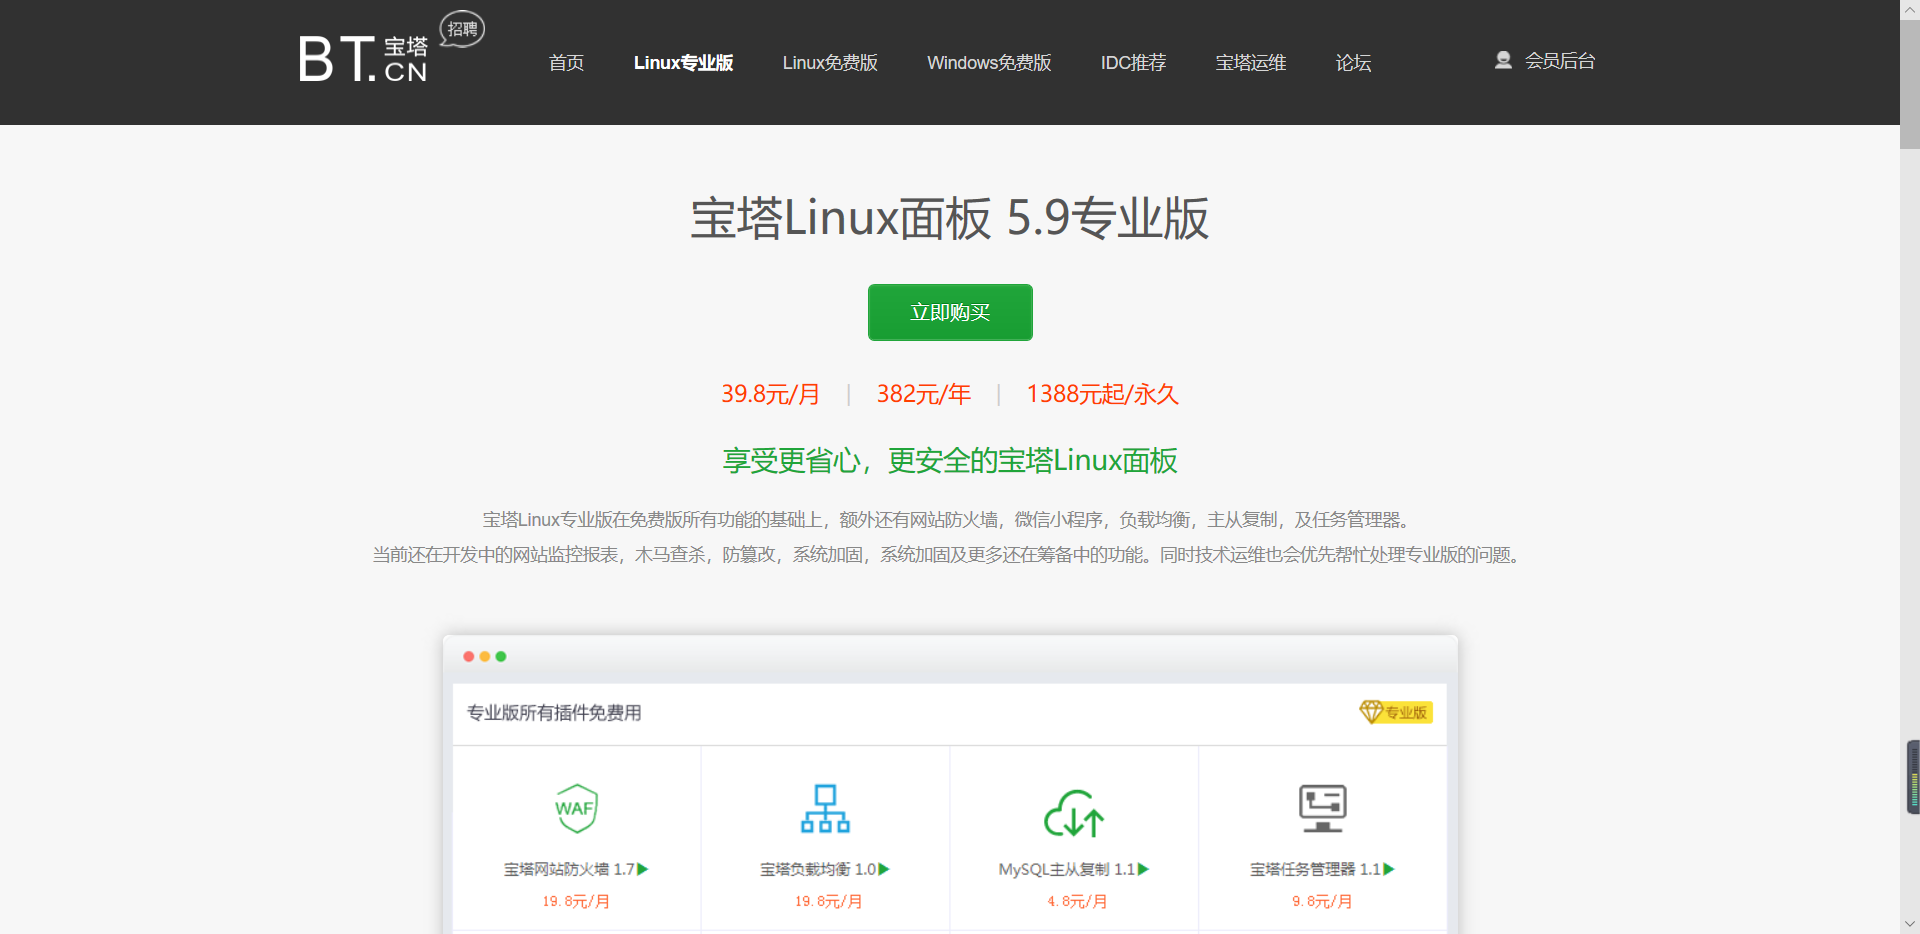 BT.宝塔
CN
招聘
首页 Linux专业版 Linux免费版 Windows免费版 IDC推荐 宝塔运维 论坛 会员后台
宝塔Linux面板 5.9专业版
立即购买
39.8元/月 | 382元/年 | 1388元起/永久
享受更省心，更安全的宝塔Linux面板
宝塔Linux专业版在免费版所有功能的基础上，额外还有网站防火墙，微信小程序，负载均衡，主从复制，及任务管理器。
当前还在开发中的网站监控报表，木马查杀，防篡改，系统加固，系统加固及更多还在筹备中的功能。同时技术运维也会优先帮忙处理专业版的问题。
专业版所有插件免费用 专业版
WAF
宝塔网站防火墙 1.7 宝塔负载均衡 1.0 MySQL主从复制 1.1 宝塔任务管理器 1.1
19.8元/月 19.8元/月 4.8元/月 9.8元/月